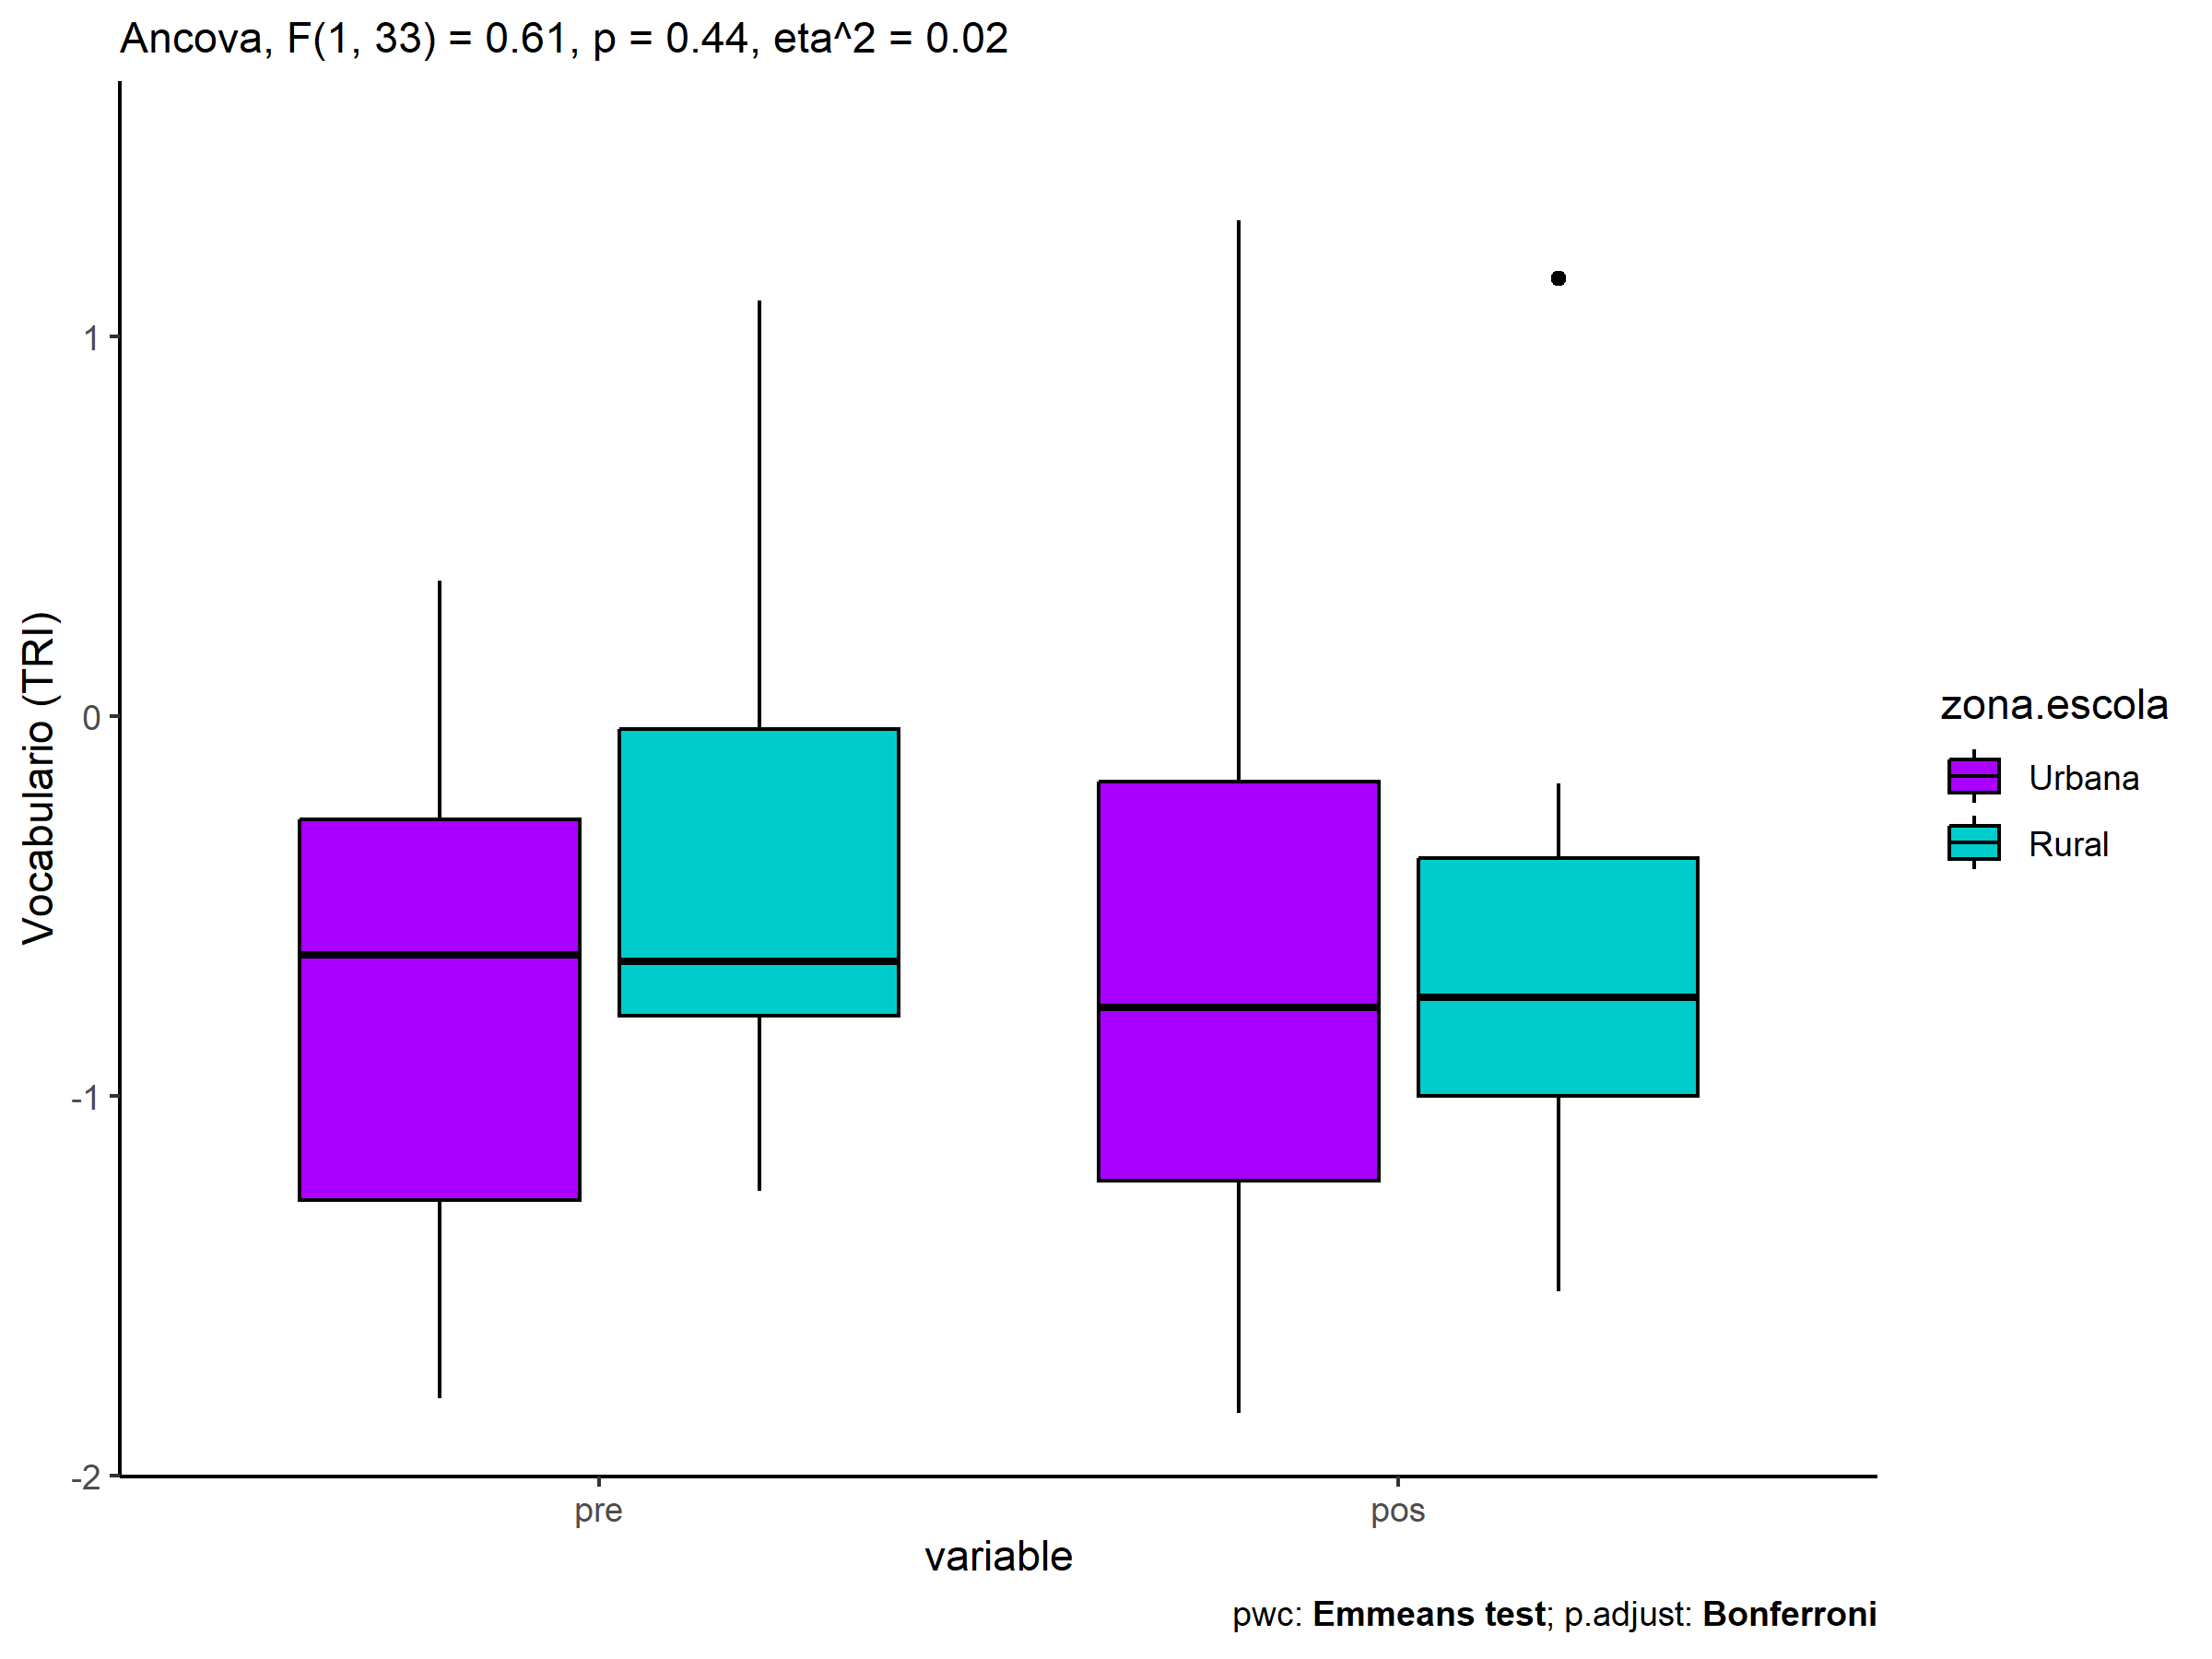 Ancova, F(1, 33) = 0.61, p = 0.44, eta^2 = 0.02
Vocabulario (TRI)
1
0
-1
-2
pre
pos
variable
zona.escola
Urbana
Rural
pwc: Emmeans test; p.adjust: Bonferroni